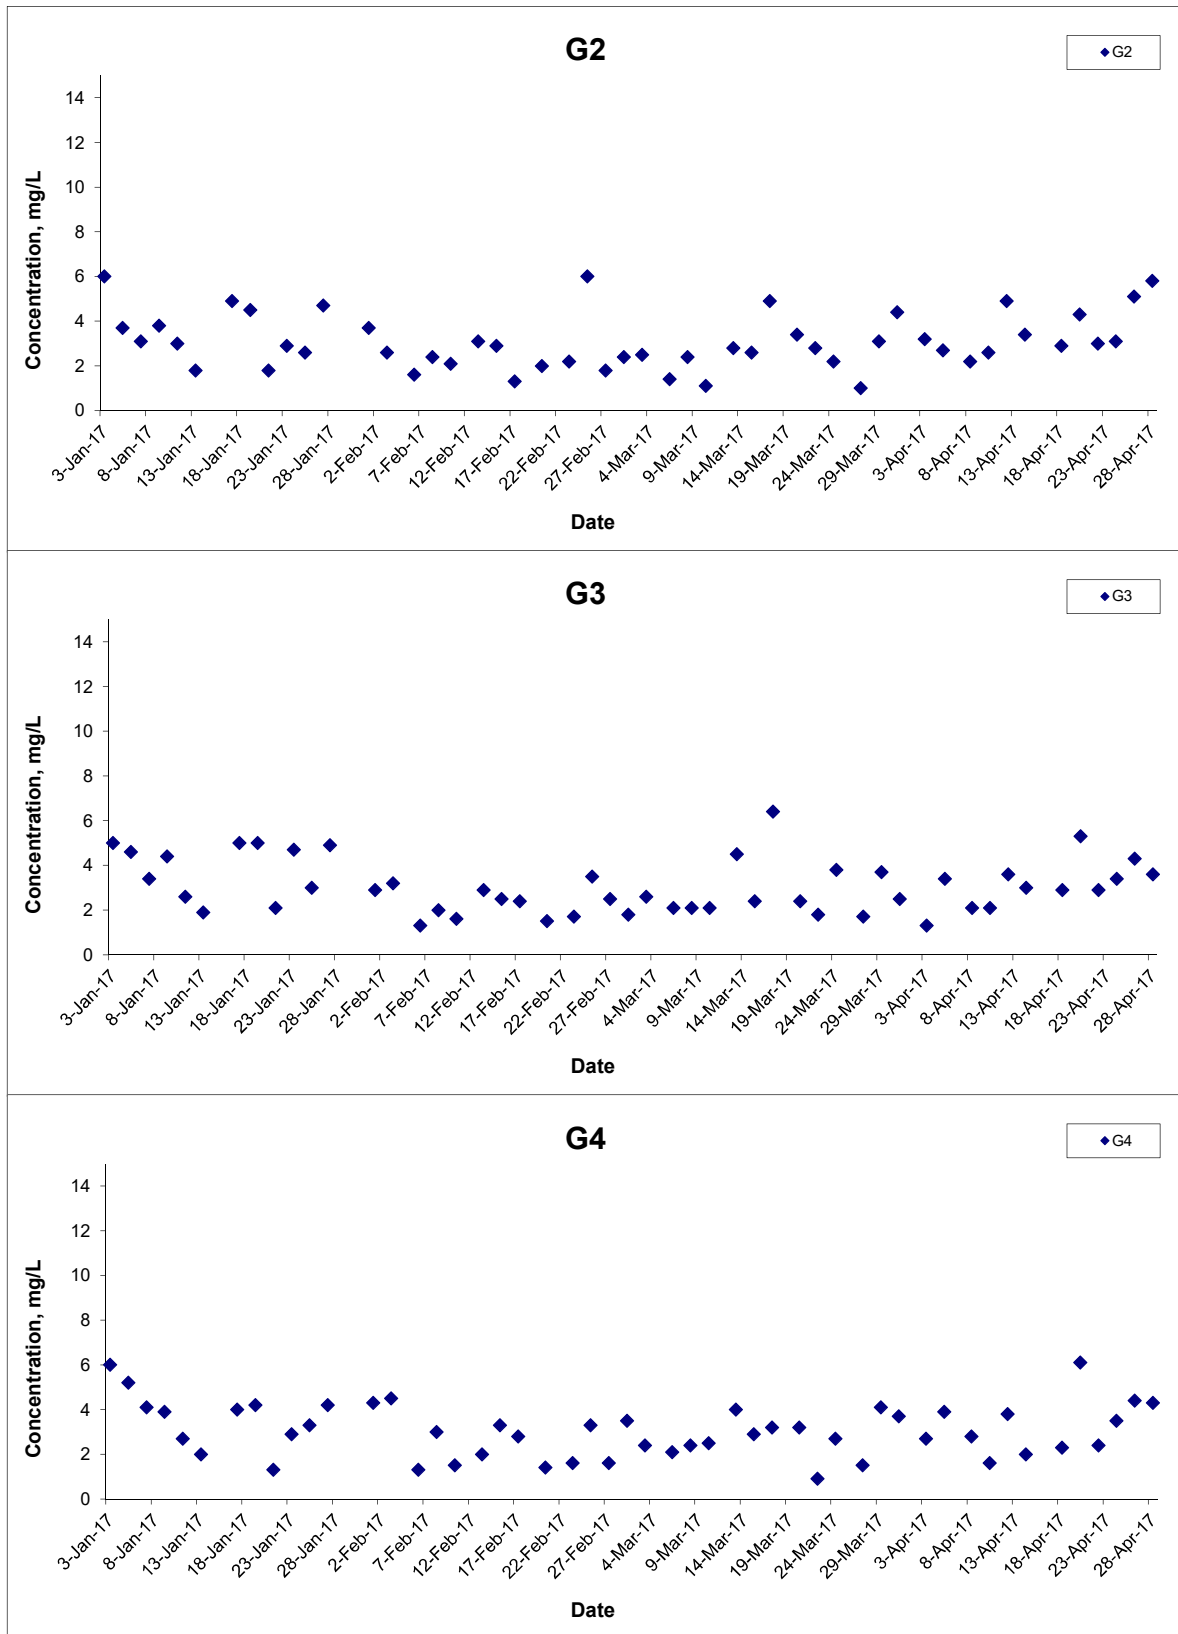 G2
G2
14
12
10
8
6
4
2
0
Concentration, mg/L
3-Jan-17
8-Jan-17
13-Jan-17
18-Jan-17
23-Jan-17
28-Jan-17
2-Feb-17
7-Feb-17
12-Feb-17
17-Feb-17
22-Feb-17
27-Feb-17
4-Mar-17
9-Mar-17
14-Mar-17
19-Mar-17
24-Mar-17
29-Mar-17
3-Apr-17
8-Apr-17
13-Apr-17
18-Apr-17
23-Apr-17
28-Apr-17
Date
G3
G3
14
12
10
8
6
4
2
0
Concentration, mg/L
3-Jan-17
8-Jan-17
13-Jan-17
18-Jan-17
23-Jan-17
28-Jan-17
2-Feb-17
7-Feb-17
12-Feb-17
17-Feb-17
22-Feb-17
27-Feb-17
4-Mar-17
9-Mar-17
14-Mar-17
19-Mar-17
24-Mar-17
29-Mar-17
3-Apr-17
8-Apr-17
13-Apr-17
18-Apr-17
23-Apr-17
28-Apr-17
Date
G4
G4
14
12
10
8
6
4
2
0
Concentration, mg/L
3-Jan-17
8-Jan-17
13-Jan-17
18-Jan-17
23-Jan-17
28-Jan-17
2-Feb-17
7-Feb-17
12-Feb-17
17-Feb-17
22-Feb-17
27-Feb-17
4-Mar-17
9-Mar-17
14-Mar-17
19-Mar-17
24-Mar-17
29-Mar-17
3-Apr-17
8-Apr-17
13-Apr-17
18-Apr-17
23-Apr-17
28-Apr-17
Date